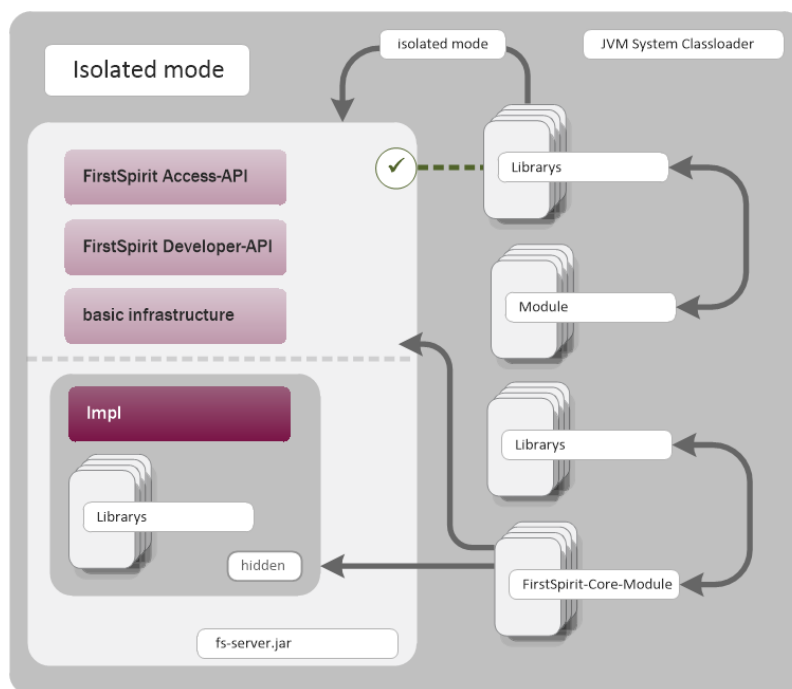 Isolated mode
isolated mode
JVM System Classloader
FirstSpirit Access-API
FirstSpirit Developer-API
basic infrastructure
Impl
Librarys
hidden
fs-server.jar
Librarys
Module
Librarys
FirstSpirit-Core-Module